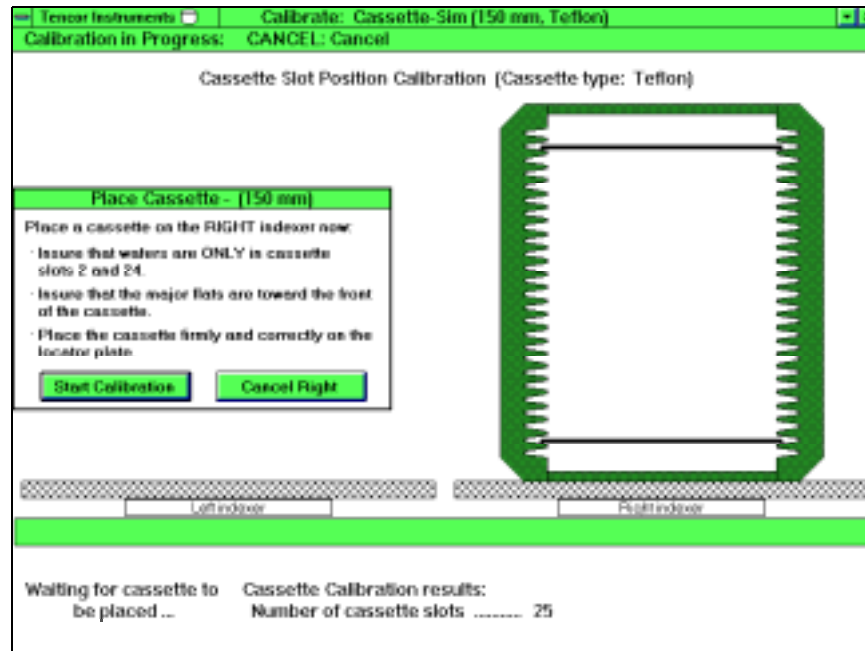 Tencor Instruments
Calibrate: Cassette-Sim (150 mm, Teflon)
Calibration in Progress: CANCEL: Cancel
Cassette Slot Position Calibration (Cassette type: Teflon)
Place Cassette - (150 mm)
Place a cassette on the RIGHT indexer now:
· Insure that wafers are ONLY in cassette
slots 2 and 24.
· Insure that the major flats are toward the front
of the cassette.
· Place the cassette firmly and correctly on the
locator plate
Start Calibration
Cancel Right
Left indexer
Right indexer
Waiting for cassette to
be placed ...
Cassette Calibration results:
Number of cassette slots ........ 25